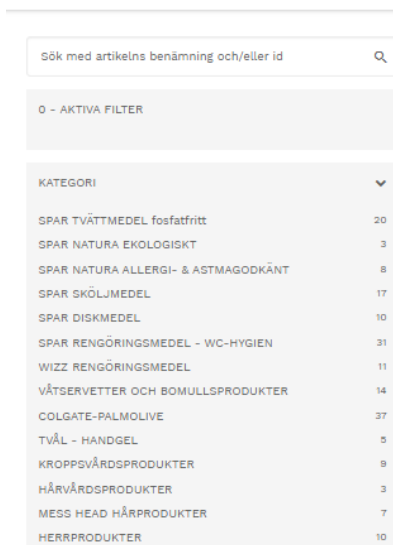 Sök med artikelns benämning och/eller id
0 - AKTIVA FILTER
KATEGORI
SPAR TVÄTTMEDEL fosfatfritt 20
SPAR NATURA EKOLOGISKT 3
SPAR NATURA ALLERGI- & ASTMAGODKÄNT 8
SPAR SKÖLJMEDEL 17
SPAR DISKMEDEL 10
SPAR RENGÖRINGSMEDEL - WC-HYGIEN 31
WIZZ RENGÖRINGSMEDEL 11
VÅTSERVETTER OCH BOMULLSPRODUKTER 14
COLGATE-PALMOLIVE 37
TVÅL - HANDGEL 5
KROPPSVÅRDSPRODUKTER 9
HÅRVÅRDSPRODUKTER 3
MESS HEAD HÅRPRODUKTER 7
HERRPRODUKTER 10